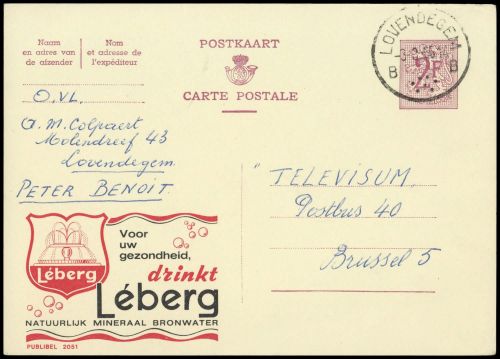 Naam
en adres van
de afzender
Nom
et adresse de
l'expéditeur
POSTKAART
CARTE POSTALE
LOVENDEGEM
B B
2F
O.VL.
A. M. Colpaert
Molendreef 43
Lovendegem
PETER BENOIT
"TELEVISUM
Postbus 40
Brussel 5
Léberg
Voor
uw
gezondheid,
drinkt
Léberg
NATUURLIJK MINERAAL BRONWATER
PUBLIBEL 2051